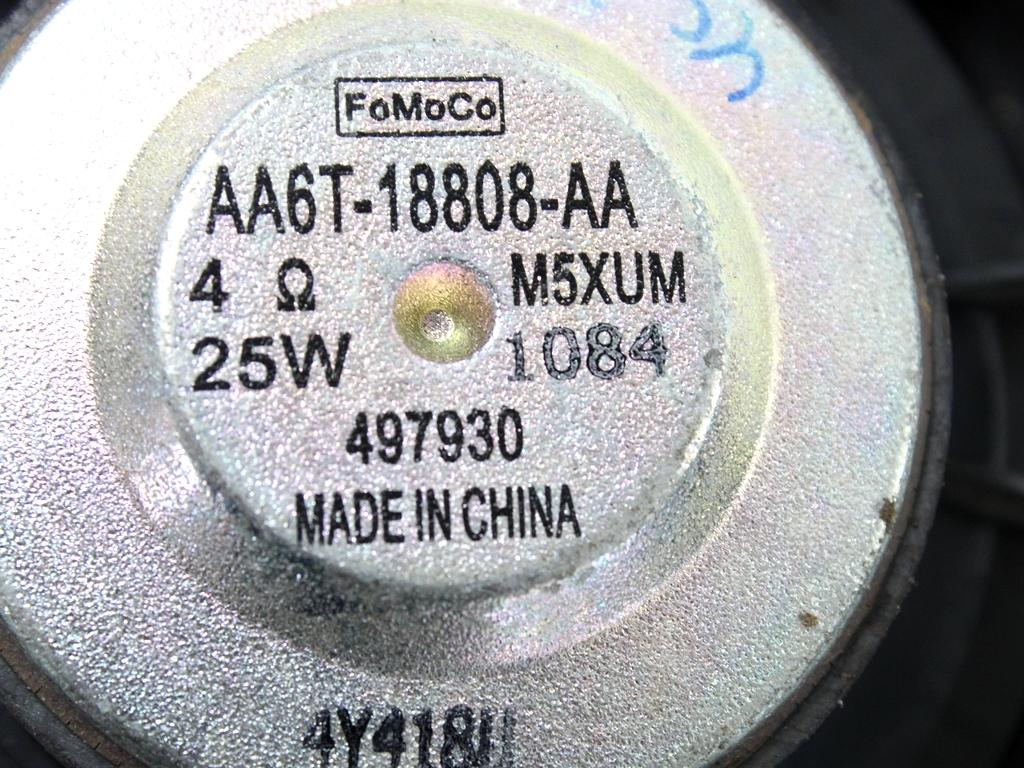 FoMoCo
AA6T-18808-AA
4 Ω M5XUM
25W 1084
497930
MADE IN CHINA